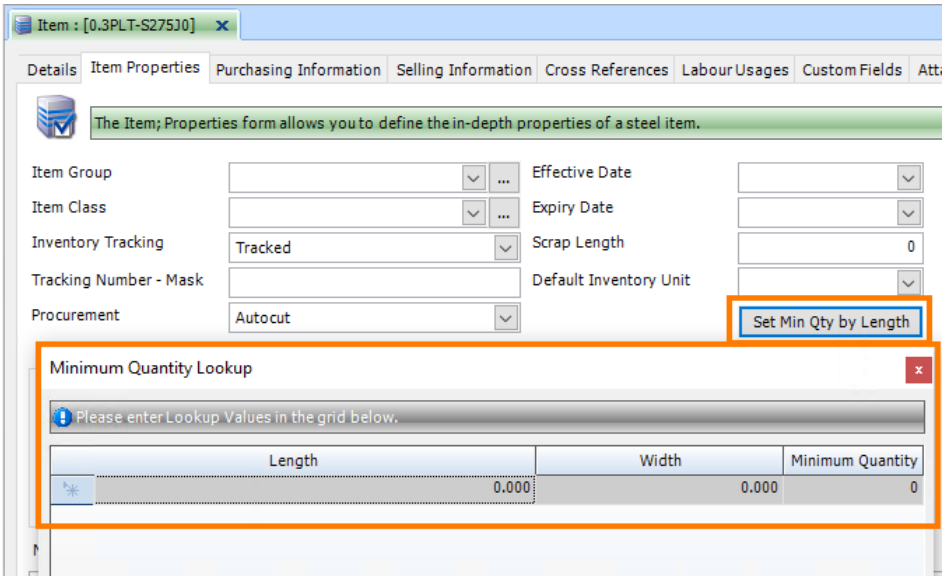 Item : [0.3PLT-S275J0] x
Details Item Properties Purchasing Information Selling Information Cross References Labour Usages Custom Fields
The Item; Properties form allows you to define the in-depth properties of a steel item.
Item Group ... Effective Date
Item Class ... Expiry Date
Inventory Tracking Tracked Scrap Length 0
Tracking Number - Mask Default Inventory Unit
Procurement Autocut Set Min Qty by Length
Minimum Quantity Lookup x
Please enter Lookup Values in the grid below.
Length Width Minimum Quantity
0.000 0.000 0